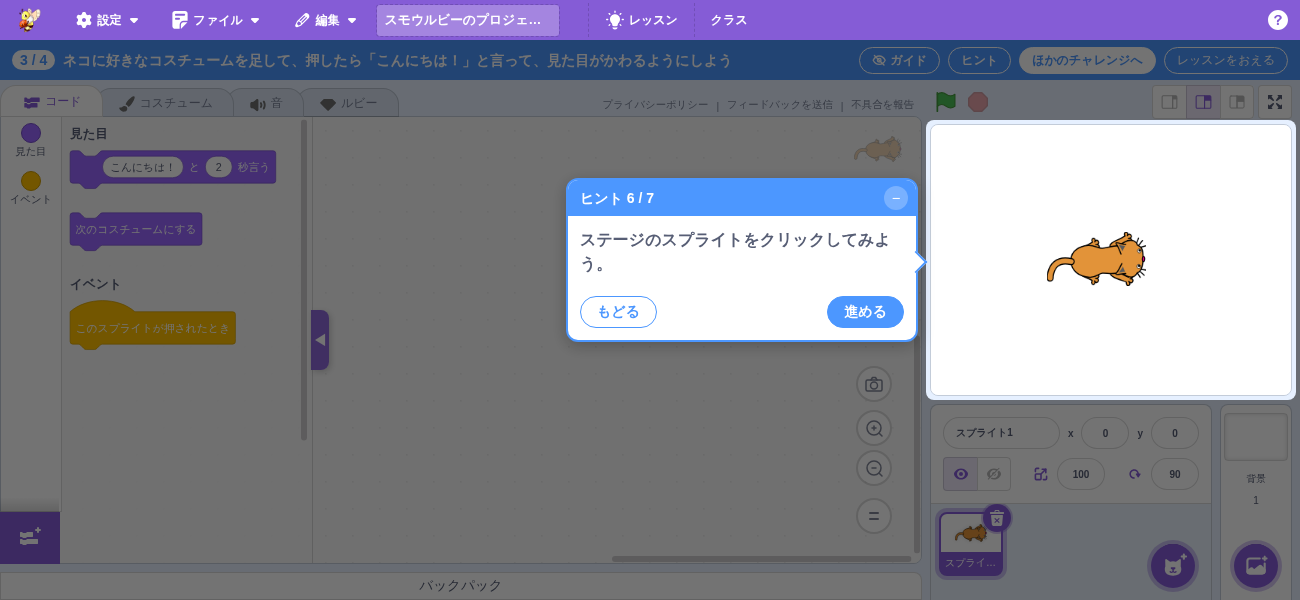 設定 ファイル 編集 スモウルビーのプロジェ… レッスン クラス ?
3 / 4 ネコに好きなコスチュームを足して、押したら「こんにちは！」と言って、見た目がかわるようにしよう ガイド ヒント ほかのチャレンジへ レッスンをおえる
コード コスチューム 音 ルビー プライバシーポリシー | フィードバックを送信 | 不具合を報告
見た目
イベント
見た目
こんにちは！ と 2 秒言う
次のコスチュームにする
イベント
このスプライトが押されたとき
ヒント 6 / 7
ステージのスプライトをクリックしてみよ
う。
もどる 進める
スプライト1 x 0 y 0
100 90
スプライ…
背景
1
バックパック